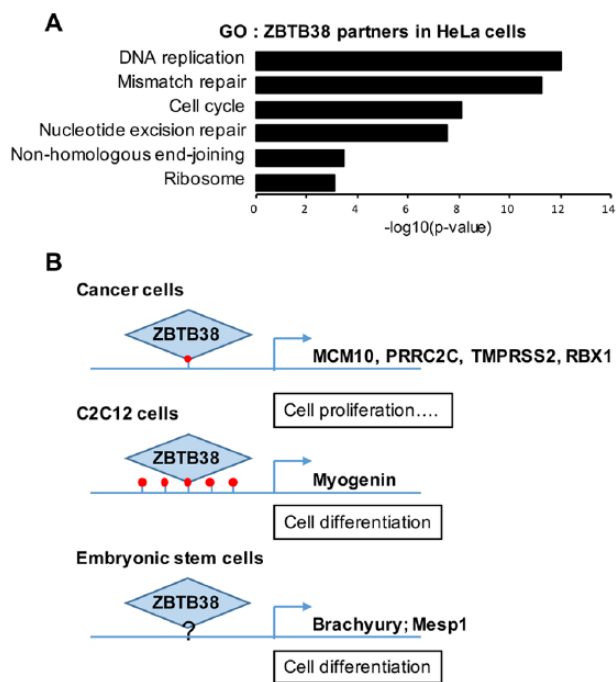 A
GO : ZBTB38 partners in HeLa cells
DNA replication
Mismatch repair
Cell cycle
Nucleotide excision repair
Non-homologous end-joining
Ribosome
0 2 4 6 8 10 12 14
-log10(p-value)
B
Cancer cells
ZBTB38
MCM10, PRRC2C, TMPRSS2, RBX1
Cell proliferation....
C2C12 cells
ZBTB38
Myogenin
Cell differentiation
Embryonic stem cells
ZBTB38
?
Brachyury; Mesp1
Cell differentiation